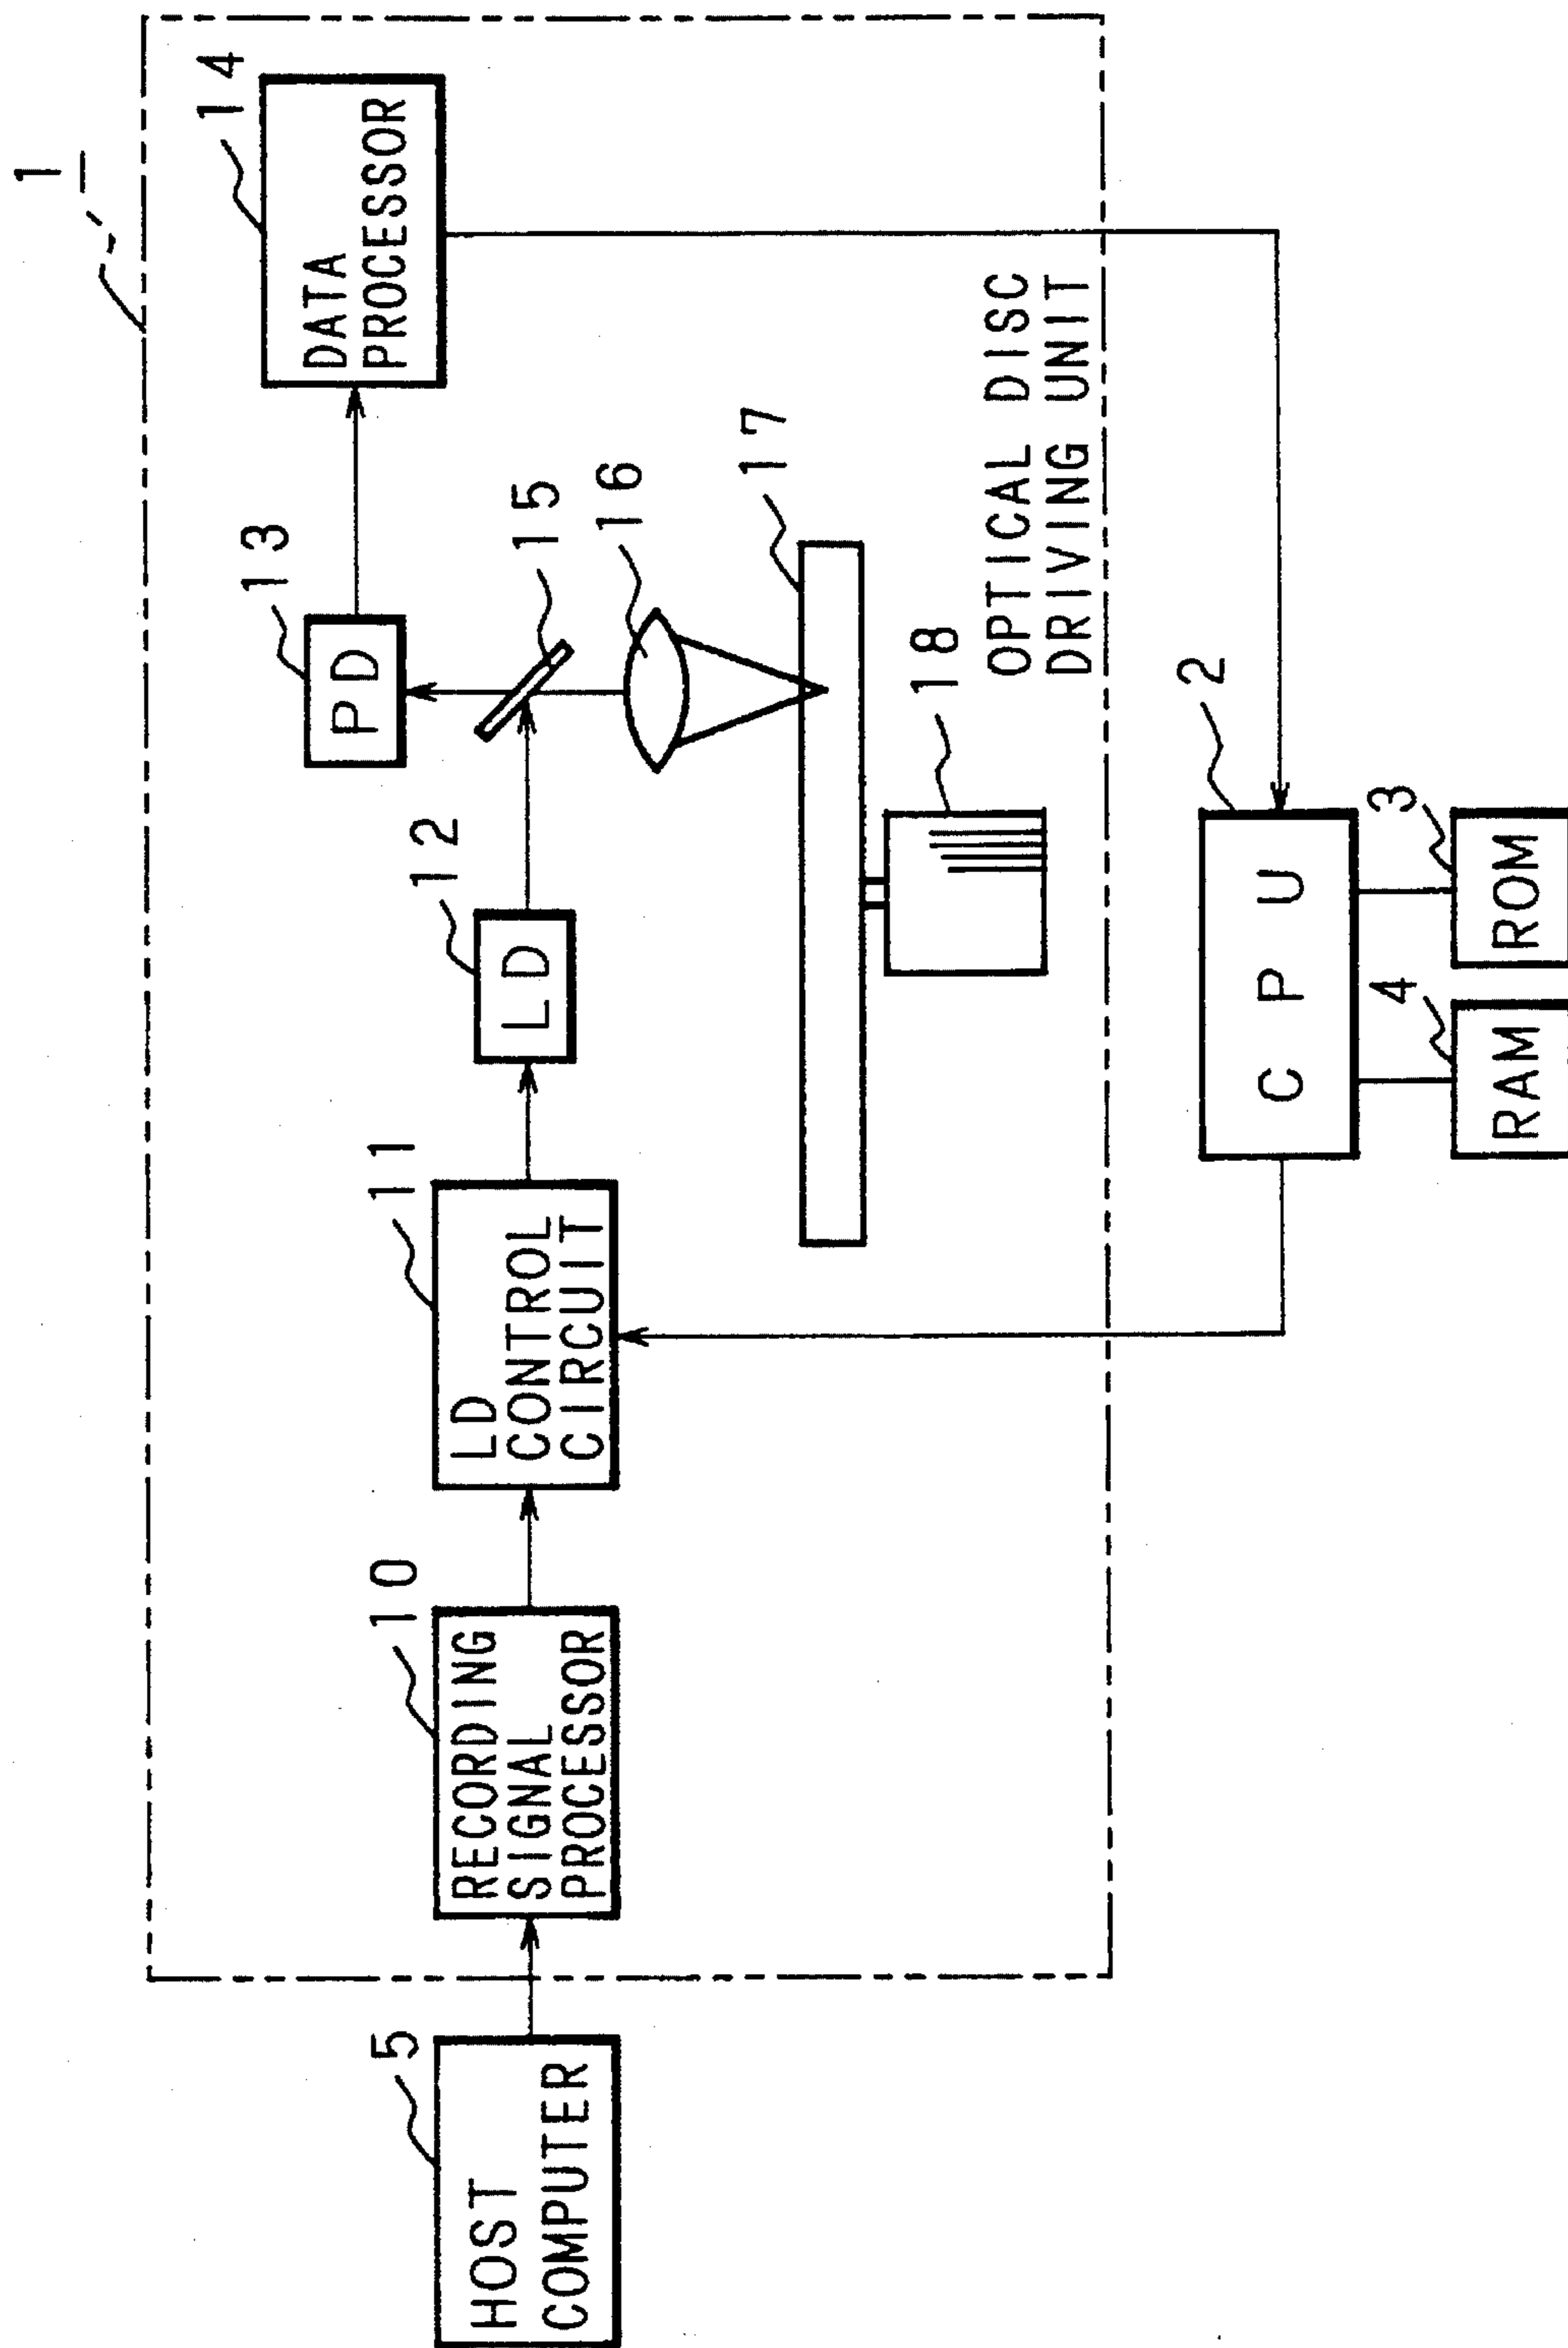 1
14
DATA
PROCESSOR
13
PD
15
16
17
12
LD
18
OPTICAL DISC
DRIVING UNIT
11
LD
CONTROL
CIRCUIT
10
RECORDING
SIGNAL
PROCESSOR
5
HOST
COMPUTER
2
CPU
3
ROM
4
RAM